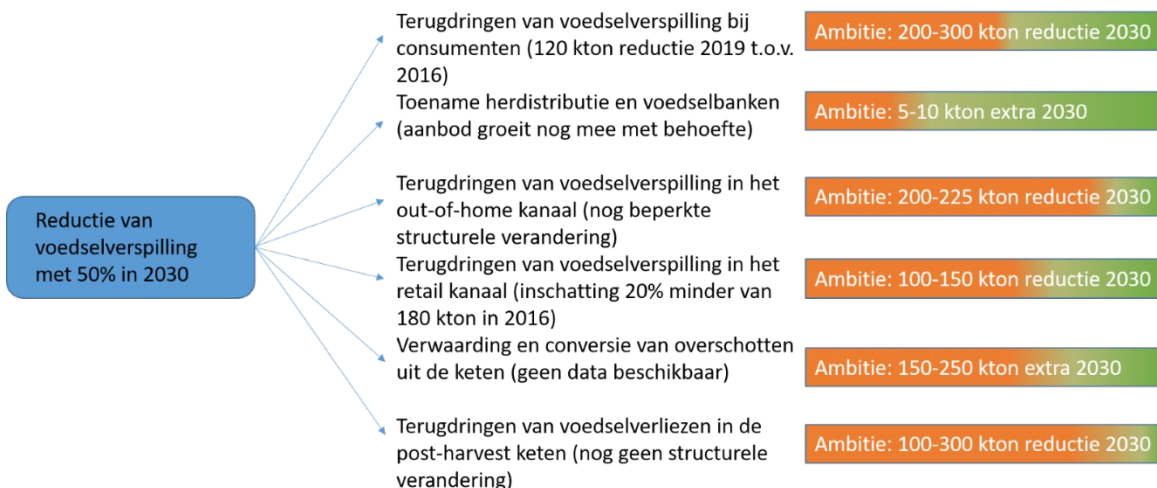 Reductie van
voedselverspilling
met 50% in 2030
Terugdringen van voedselverspilling bij
consumenten (120 kton reductie 2019 t.o.v.
2016)
Ambitie: 200-300 kton reductie 2030
Toename herdistributie en voedselbanken
(aanbod groeit nog mee met behoefte)
Ambitie: 5-10 kton extra 2030
Terugdringen van voedselverspilling in het
out-of-home kanaal (nog beperkte
structurele verandering)
Ambitie: 200-225 kton reductie 2030
Terugdringen van voedselverspilling in het
retail kanaal (inschatting 20% minder van
180 kton in 2016)
Ambitie: 100-150 kton reductie 2030
Verwaarding en conversie van overschotten
uit de keten (geen data beschikbaar)
Ambitie: 150-250 kton extra 2030
Terugdringen van voedselverliezen in de
post-harvest keten (nog geen structurele
verandering)
Ambitie: 100-300 kton reductie 2030